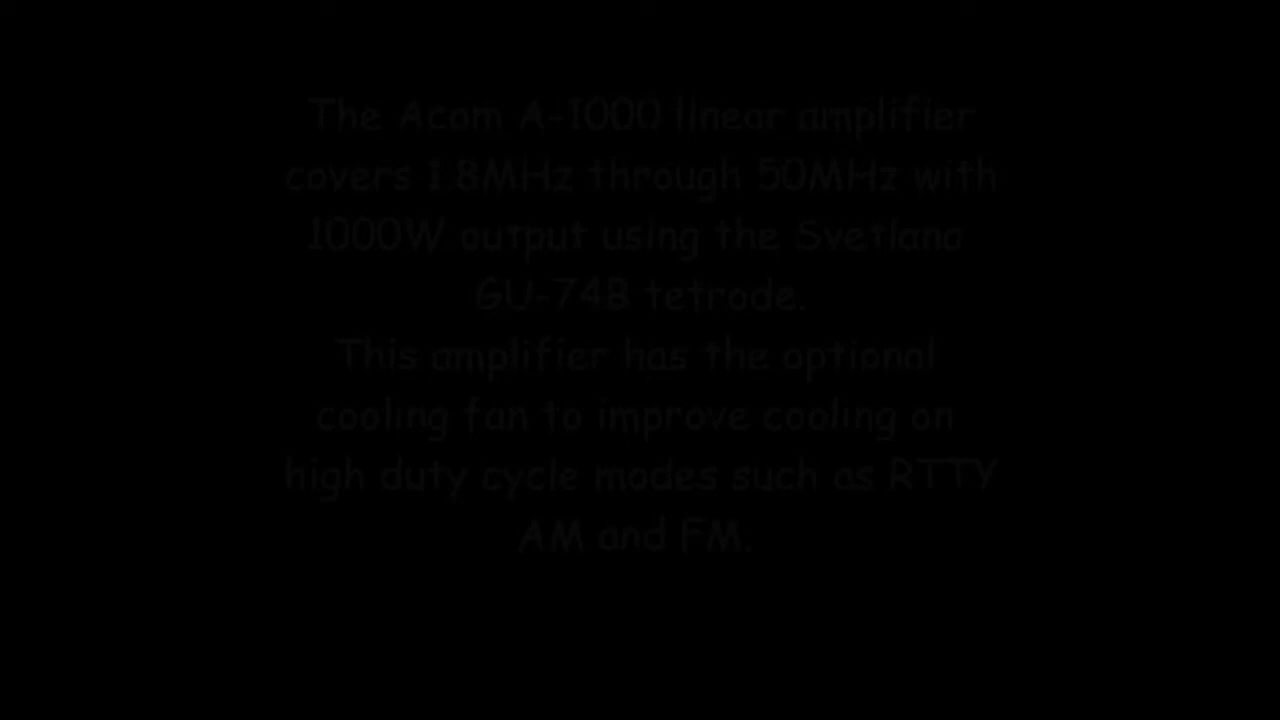 The Acom A-1000 linear amplifier
covers 1.8MHz through 50MHz with
1000W output using the Svetlana
GU-74B tetrode.
This amplifier has the optional
cooling fan to improve cooling on
high duty cycle modes such as RTTY
AM and FM.